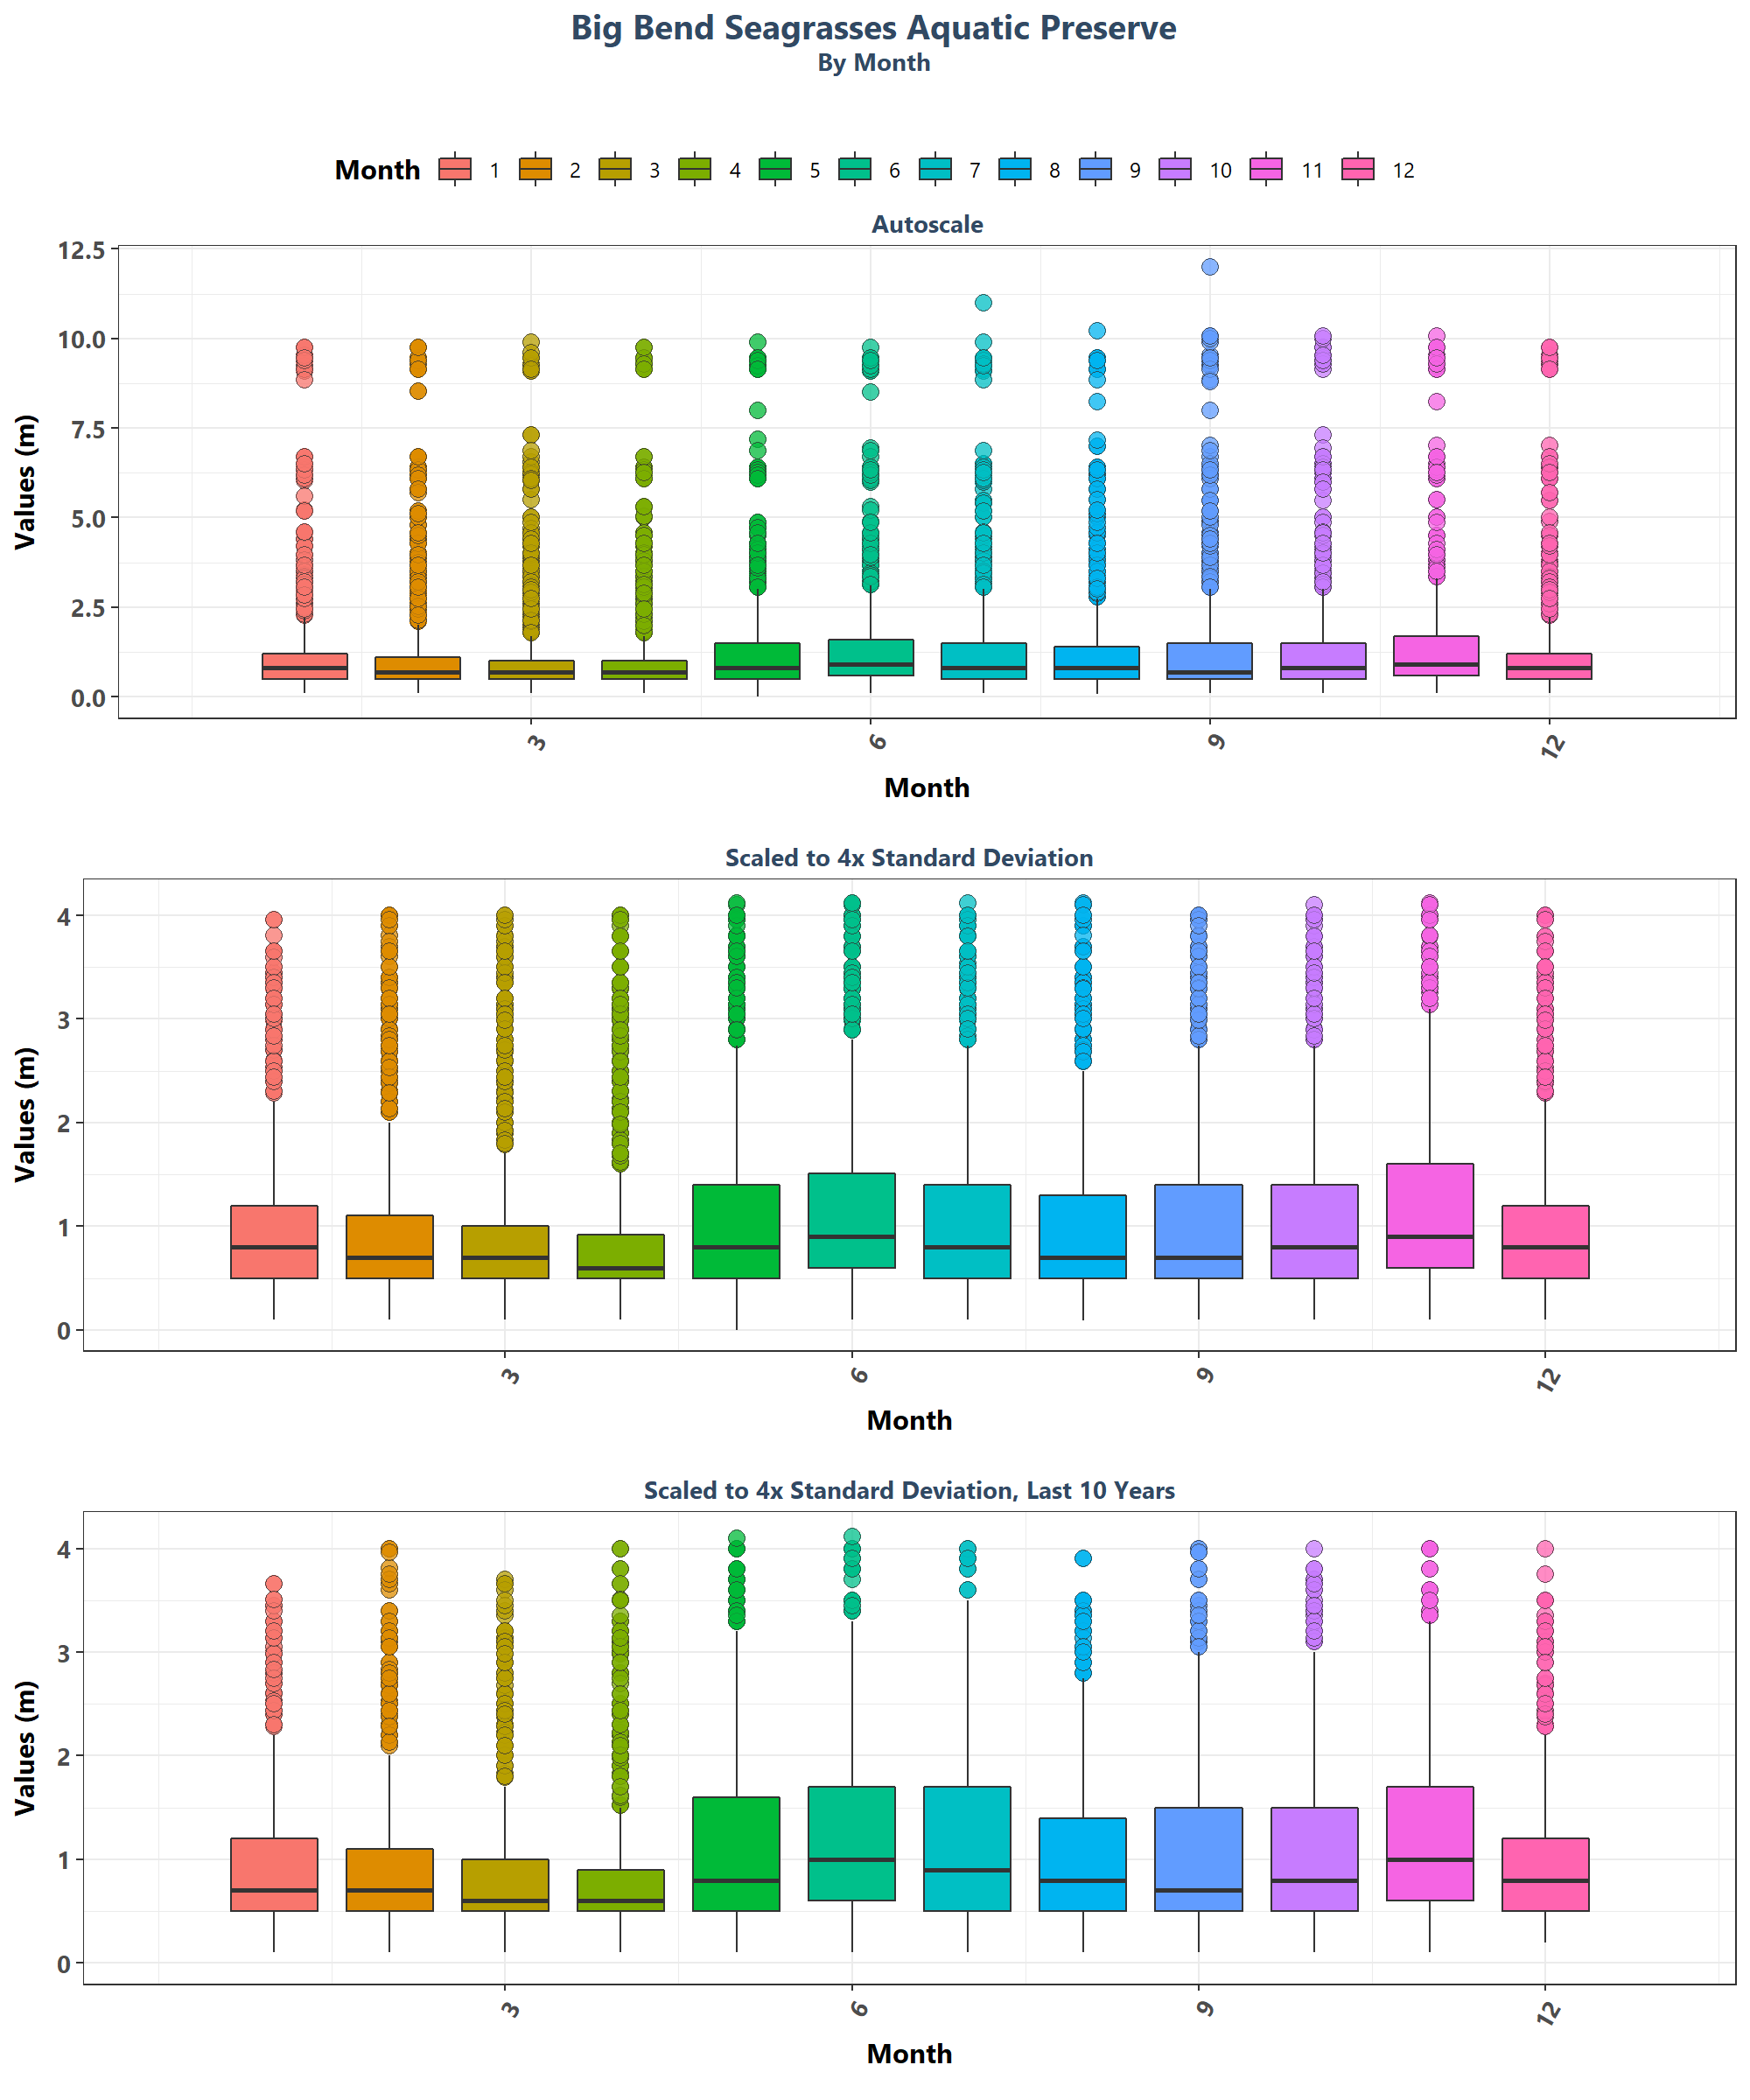 Big Bend Seagrasses Aquatic Preserve
By Month
Month 1 2 3 4 5 6 7 8 9 10 11 12
Autoscale
Values (m)
12.5
10.0
7.5
5.0
2.5
0.0
3 6 9 12
Month
Scaled to 4x Standard Deviation
Values (m)
4
3
2
1
0
3 6 9 12
Month
Scaled to 4x Standard Deviation, Last 10 Years
Values (m)
4
3
2
1
0
3 6 9 12
Month